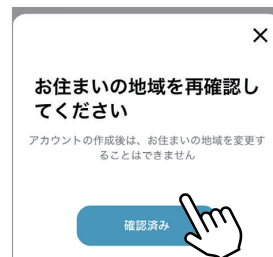 お住まいの地域を再確認し
てください
アカウントの作成後は、お住まいの地域を変更す
ることはできません
確認済み